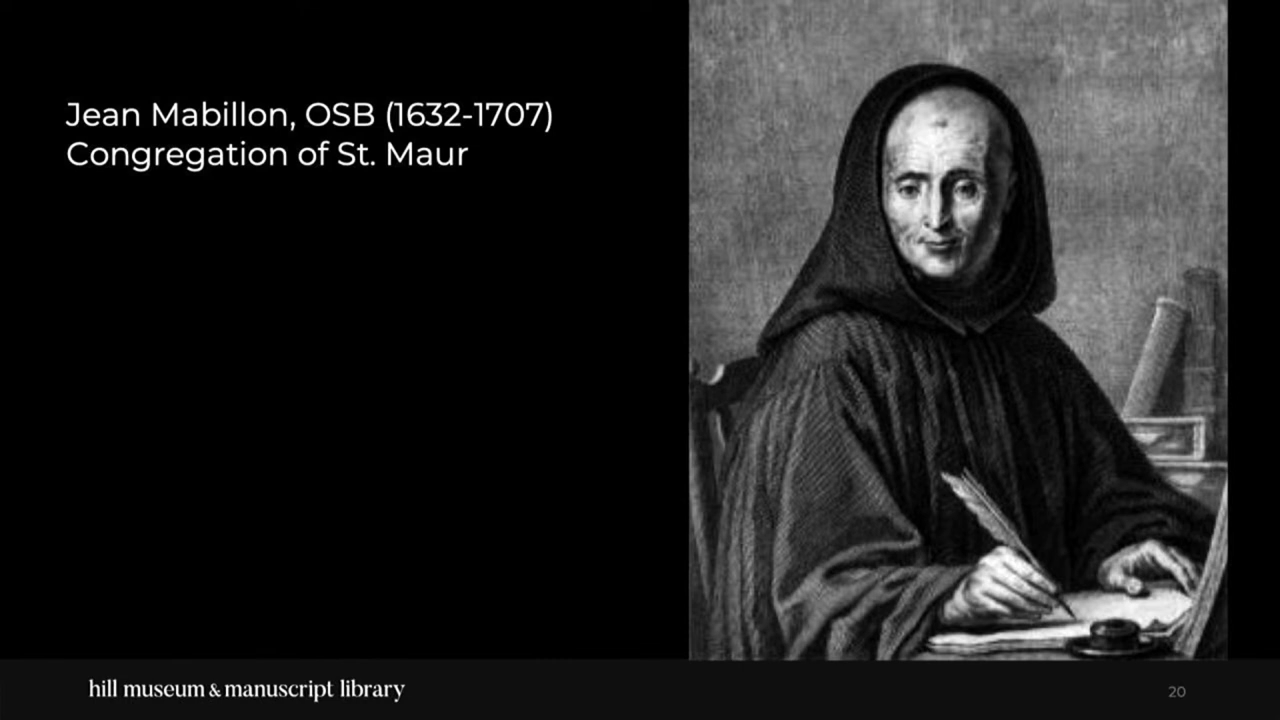 Jean Mabillon, OSB (1632-1707)
Congregation of St. Maur
hill museum & manuscript library
20